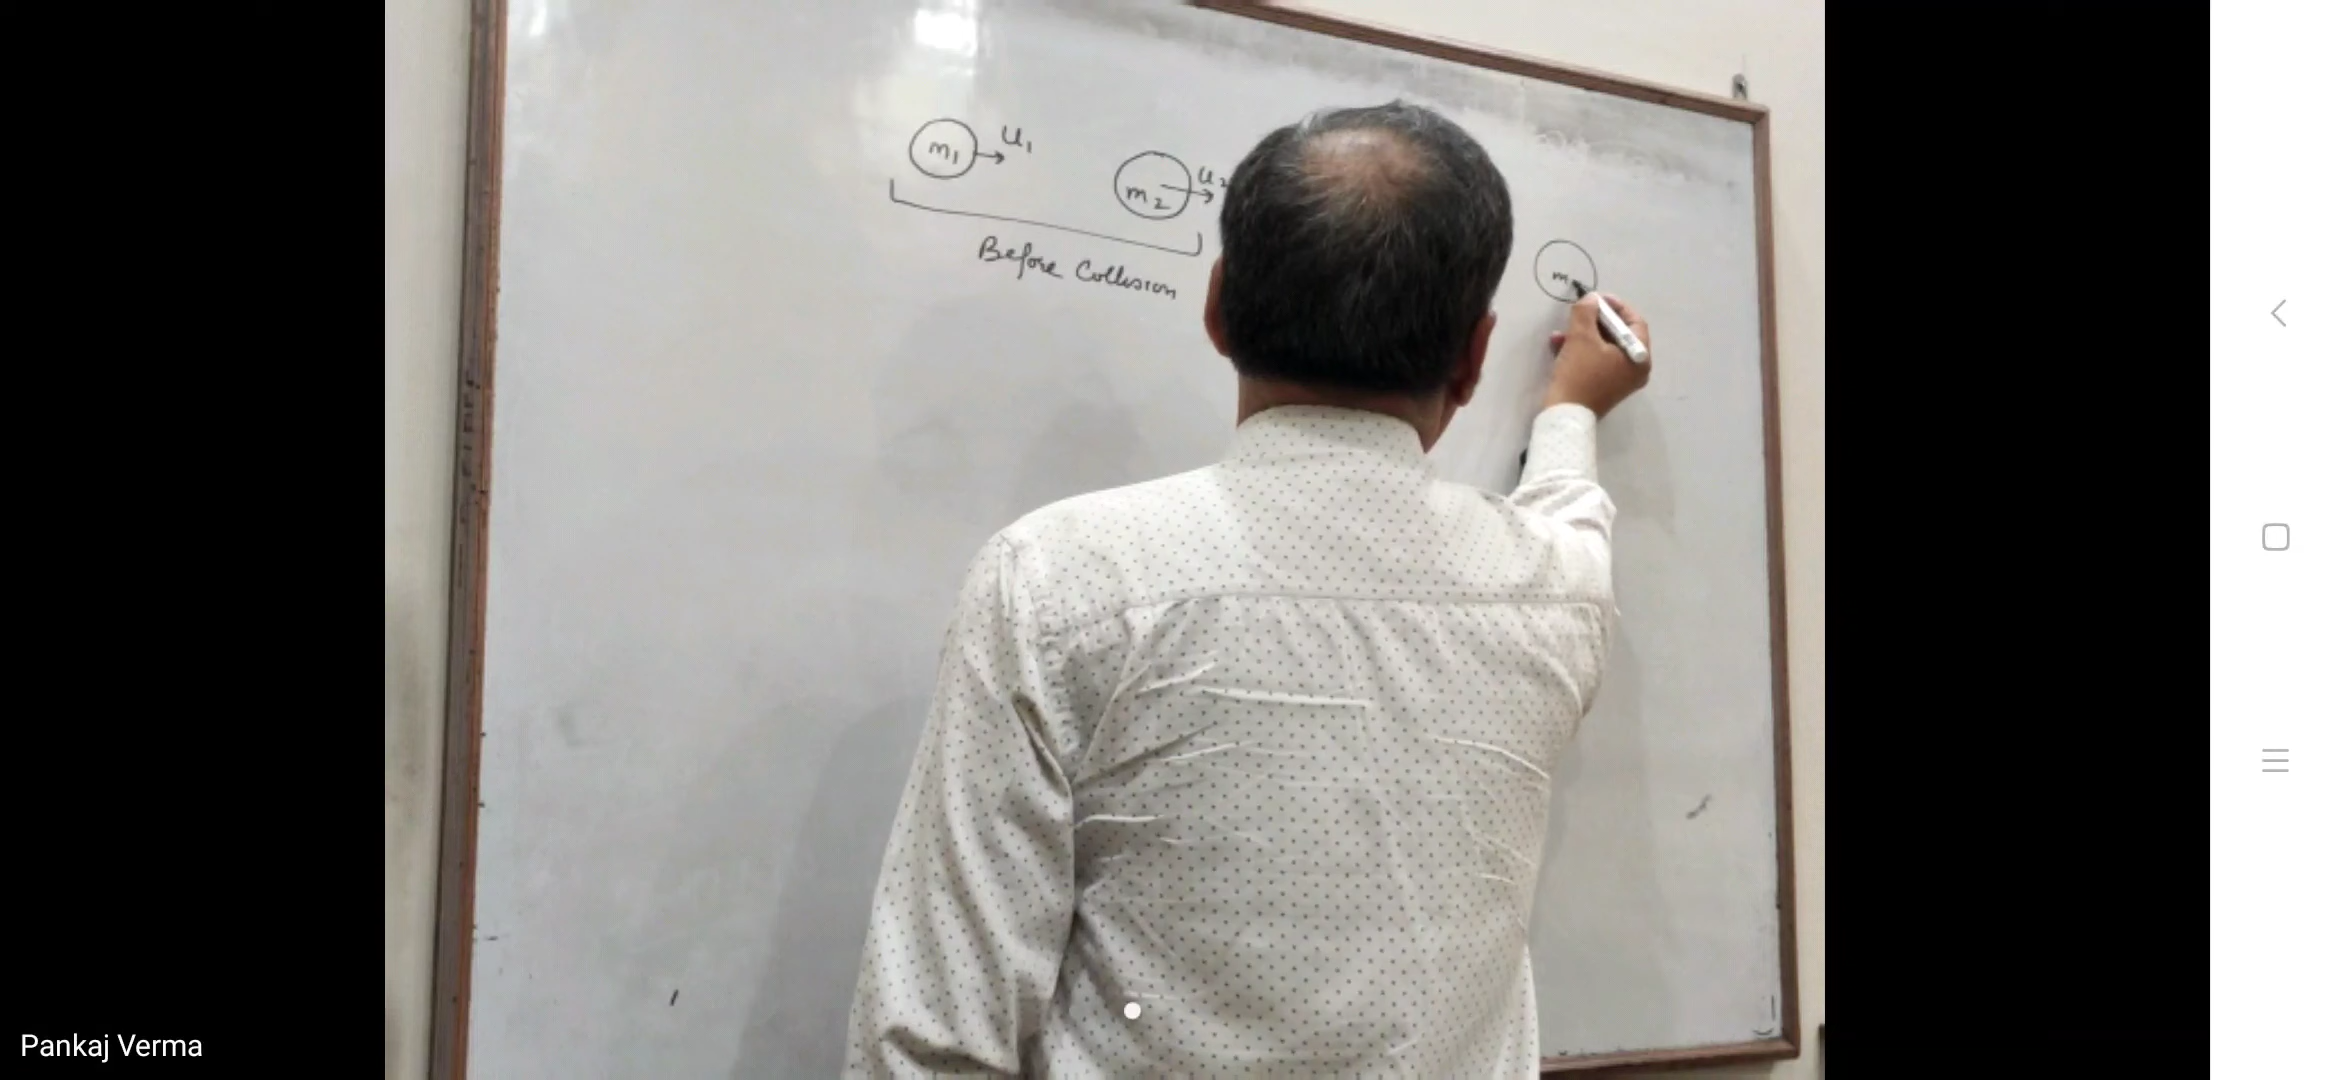 m₁ → u₁
m₂ → u₂
m
Before Collision
Pankaj Verma